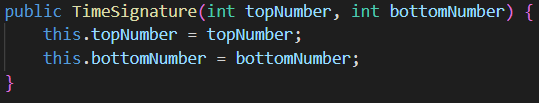 public TimeSignature(int topNumber, int bottomNumber) {
    this.topNumber = topNumber;
    this.bottomNumber = bottomNumber;
}